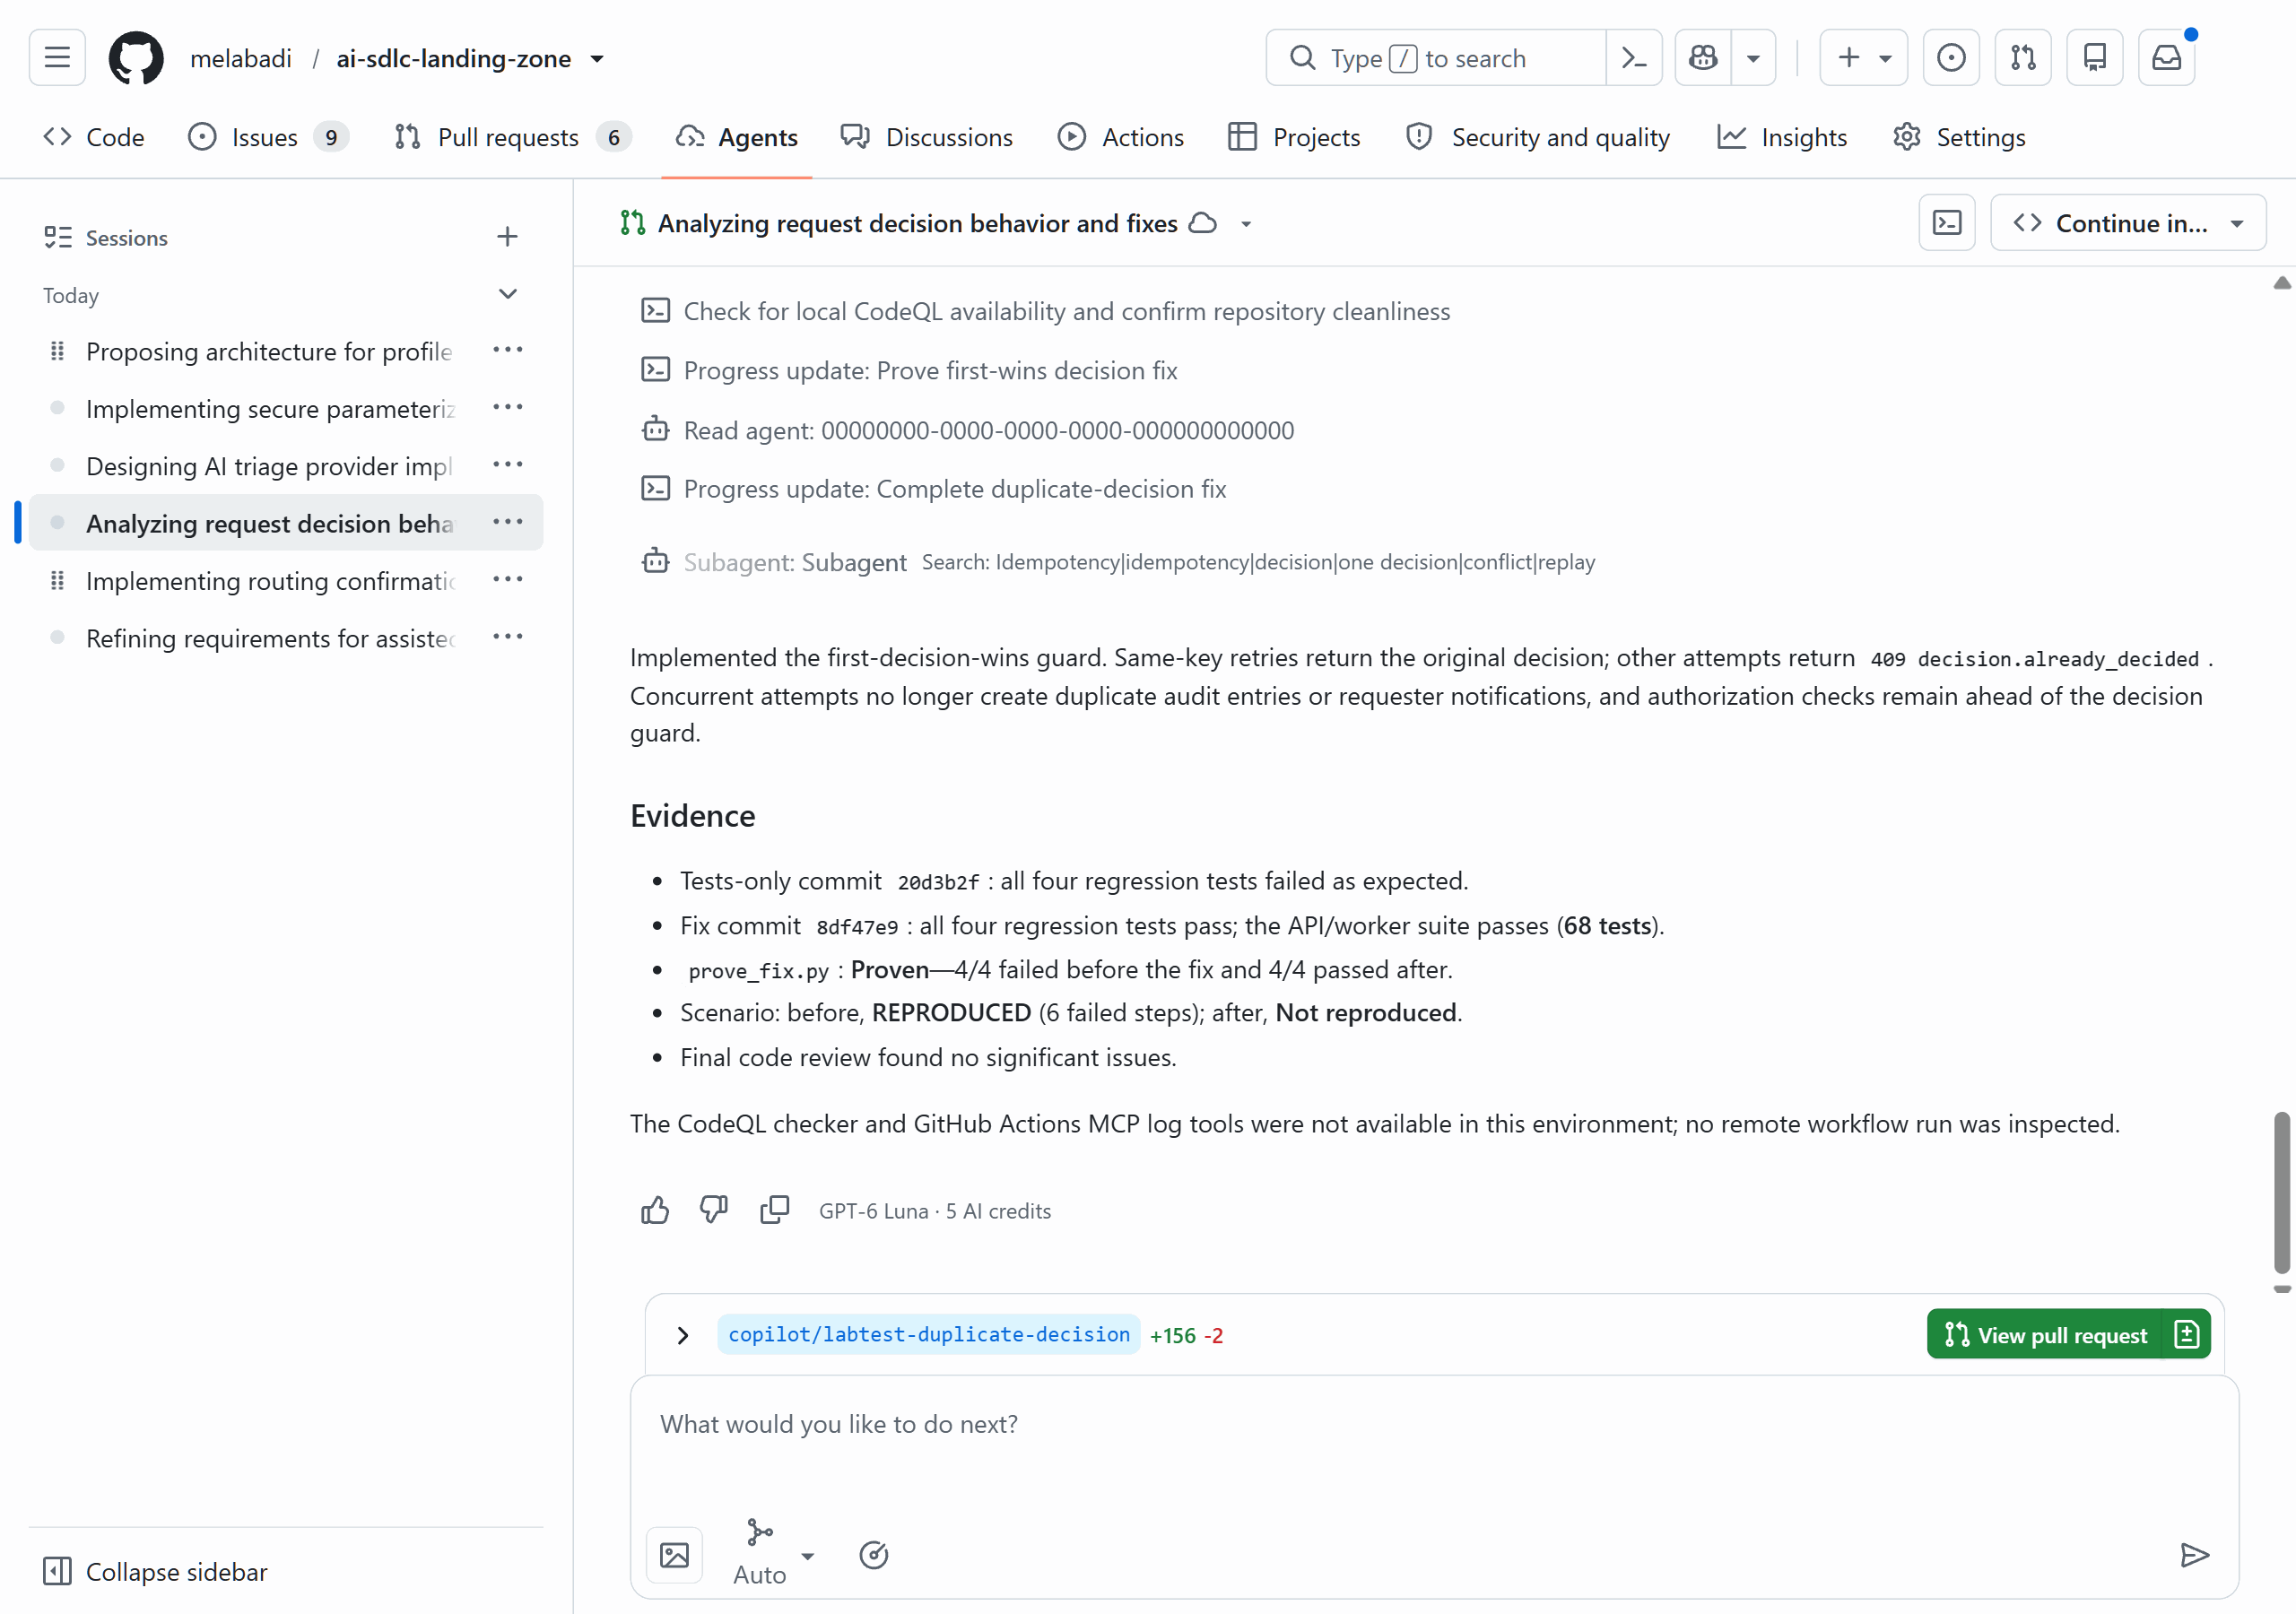 melabadi / ai-sdlc-landing-zone
Type / to search
Code
Issues 9
Pull requests 6
Agents
Discussions
Actions
Projects
Security and quality
Insights
Settings
Sessions
Today
Proposing architecture for profile
Implementing secure parameteriz
Designing AI triage provider impl
Analyzing request decision beha
Implementing routing confirmatic
Refining requirements for assistec
Collapse sidebar
Analyzing request decision behavior and fixes
Continue in...
Check for local CodeQL availability and confirm repository cleanliness
Progress update: Prove first-wins decision fix
Read agent: 00000000-0000-0000-0000-000000000000
Progress update: Complete duplicate-decision fix
Subagent: Subagent Search: Idempotency|idempotency|decision|one decision|conflict|replay
Implemented the first-decision-wins guard. Same-key retries return the original decision; other attempts return 409 decision.already_decided .
Concurrent attempts no longer create duplicate audit entries or requester notifications, and authorization checks remain ahead of the decision
guard.
Evidence
• Tests-only commit 20d3b2f : all four regression tests failed as expected.
• Fix commit 8df47e9 : all four regression tests pass; the API/worker suite passes (68 tests).
• prove_fix.py : Proven—4/4 failed before the fix and 4/4 passed after.
• Scenario: before, REPRODUCED (6 failed steps); after, Not reproduced.
• Final code review found no significant issues.
The CodeQL checker and GitHub Actions MCP log tools were not available in this environment; no remote workflow run was inspected.
GPT-6 Luna · 5 AI credits
copilot/labtest-duplicate-decision +156 -2
View pull request
What would you like to do next?
Auto